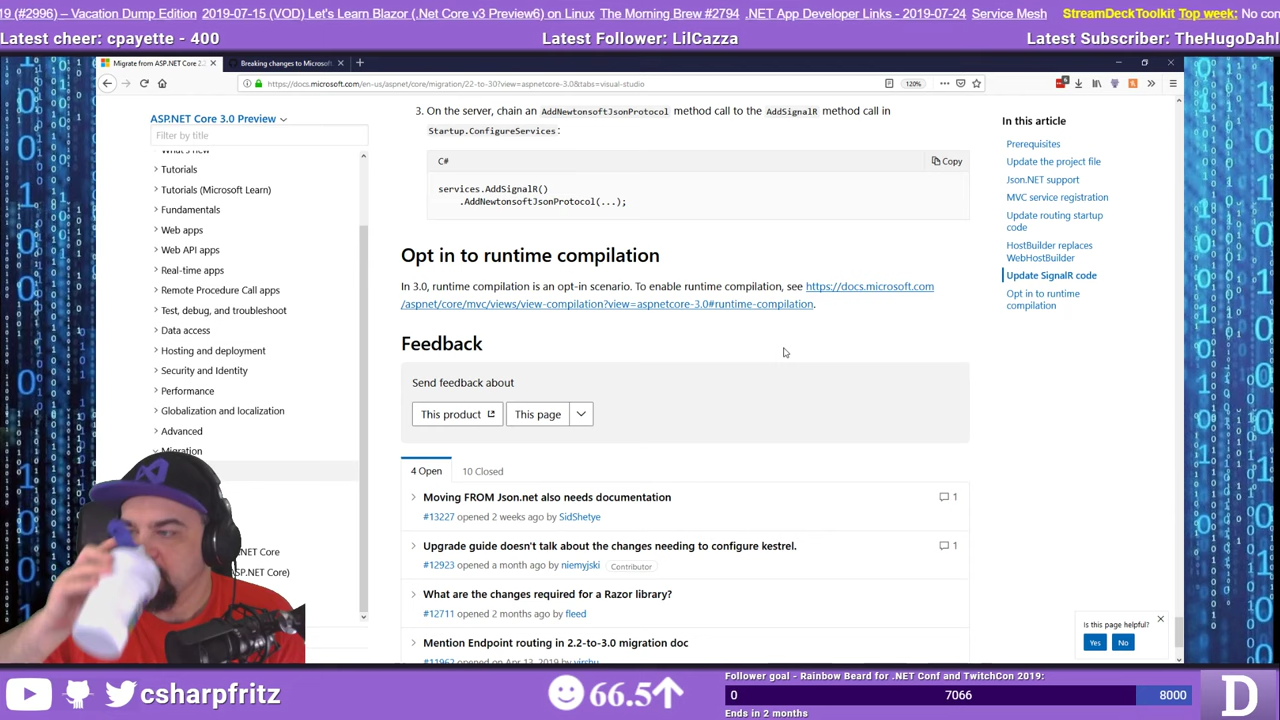 19 (#2996) – Vacation Dump Edition 2019-07-15 (VOD) Let's Learn Blazor (.Net Core v3 Preview6) on Linux The Morning Brew #2794 .NET App Developer Links - 2019-07-24 Service Mesh StreamDeckToolkit Top week: No con
Latest cheer: cpayette - 400 Latest Follower: LilCazza Latest Subscriber: TheHugoDahl
Migrate from ASP.NET Core 2.2 Breaking changes to Microsoft
https://docs.microsoft.com/en-us/aspnet/core/migration/22-to-30?view=aspnetcore-3.0&tabs=visual-studio 120%
ASP.NET Core 3.0 Preview
Filter by title
What's new
Tutorials
Tutorials (Microsoft Learn)
Fundamentals
Web apps
Web API apps
Real-time apps
Remote Procedure Call apps
Test, debug, and troubleshoot
Data access
Hosting and deployment
Security and Identity
Performance
Globalization and localization
Advanced
Migration
ET Core
SP.NET Core)
3. On the server, chain an AddNewtonsoftJsonProtocol method call to the AddSignalR method call in
Startup.ConfigureServices:
C# Copy
services.AddSignalR()
.AddNewtonsoftJsonProtocol(...);
Opt in to runtime compilation
In 3.0, runtime compilation is an opt-in scenario. To enable runtime compilation, see https://docs.microsoft.com
/aspnet/core/mvc/views/view-compilation?view=aspnetcore-3.0#runtime-compilation.
Feedback
Send feedback about
This product This page
4 Open 10 Closed
Moving FROM Json.net also needs documentation 1
#13227 opened 2 weeks ago by SidShetye
Upgrade guide doesn't talk about the changes needing to configure kestrel. 1
#12923 opened a month ago by niemyjski Contributor
What are the changes required for a Razor library?
#12711 opened 2 months ago by fleed
Mention Endpoint routing in 2.2-to-3.0 migration doc
#11962 opened on Apr 13, 2019 by virshu
In this article
Prerequisites
Update the project file
Json.NET support
MVC service registration
Update routing startup
code
HostBuilder replaces
WebHostBuilder
Update SignalR code
Opt in to runtime
compilation
Is this page helpful?
Yes No
csharpfritz
66.5
Follower goal - Rainbow Beard for .NET Conf and TwitchCon 2019:
0 7066 8000
Ends in 2 months
D